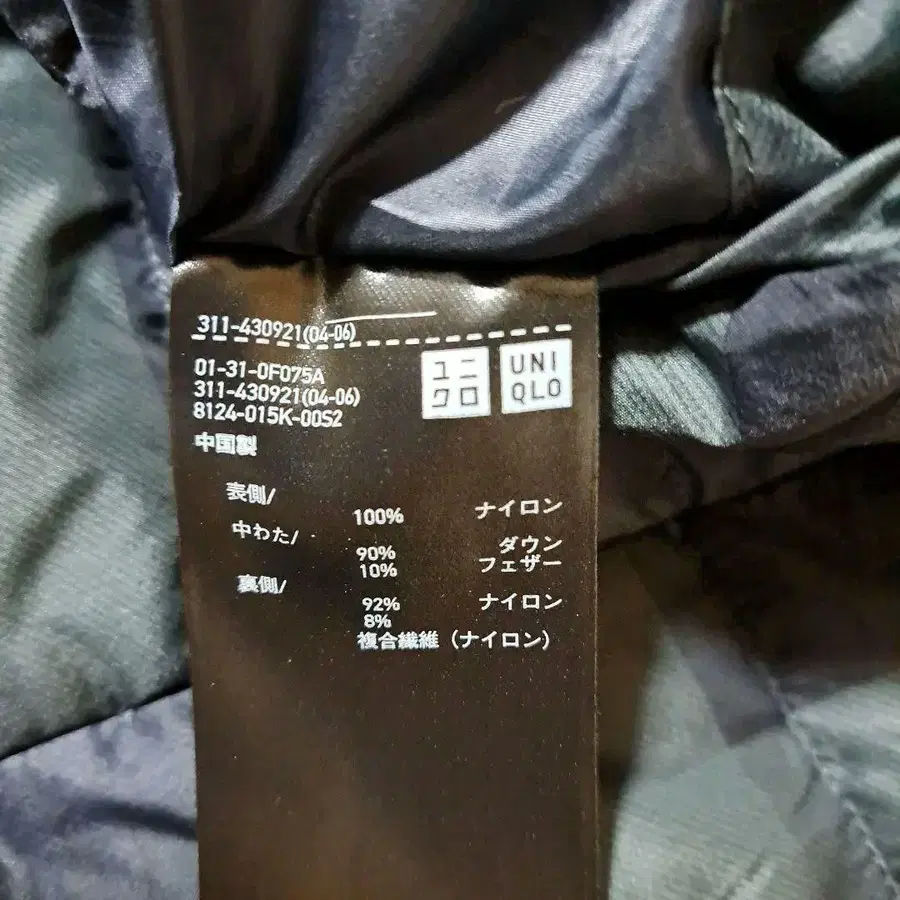 311-430921(04-06)
01-31-0F075A
311-430921(04-06)
8124-015K-00S2
ユニ
クロ
UNI
QLO
中国製
表側/
100% ナイロン
中わた/
90% ダウン
10% フェザー
裏側/
92% ナイロン
8%
複合繊維（ナイロン）